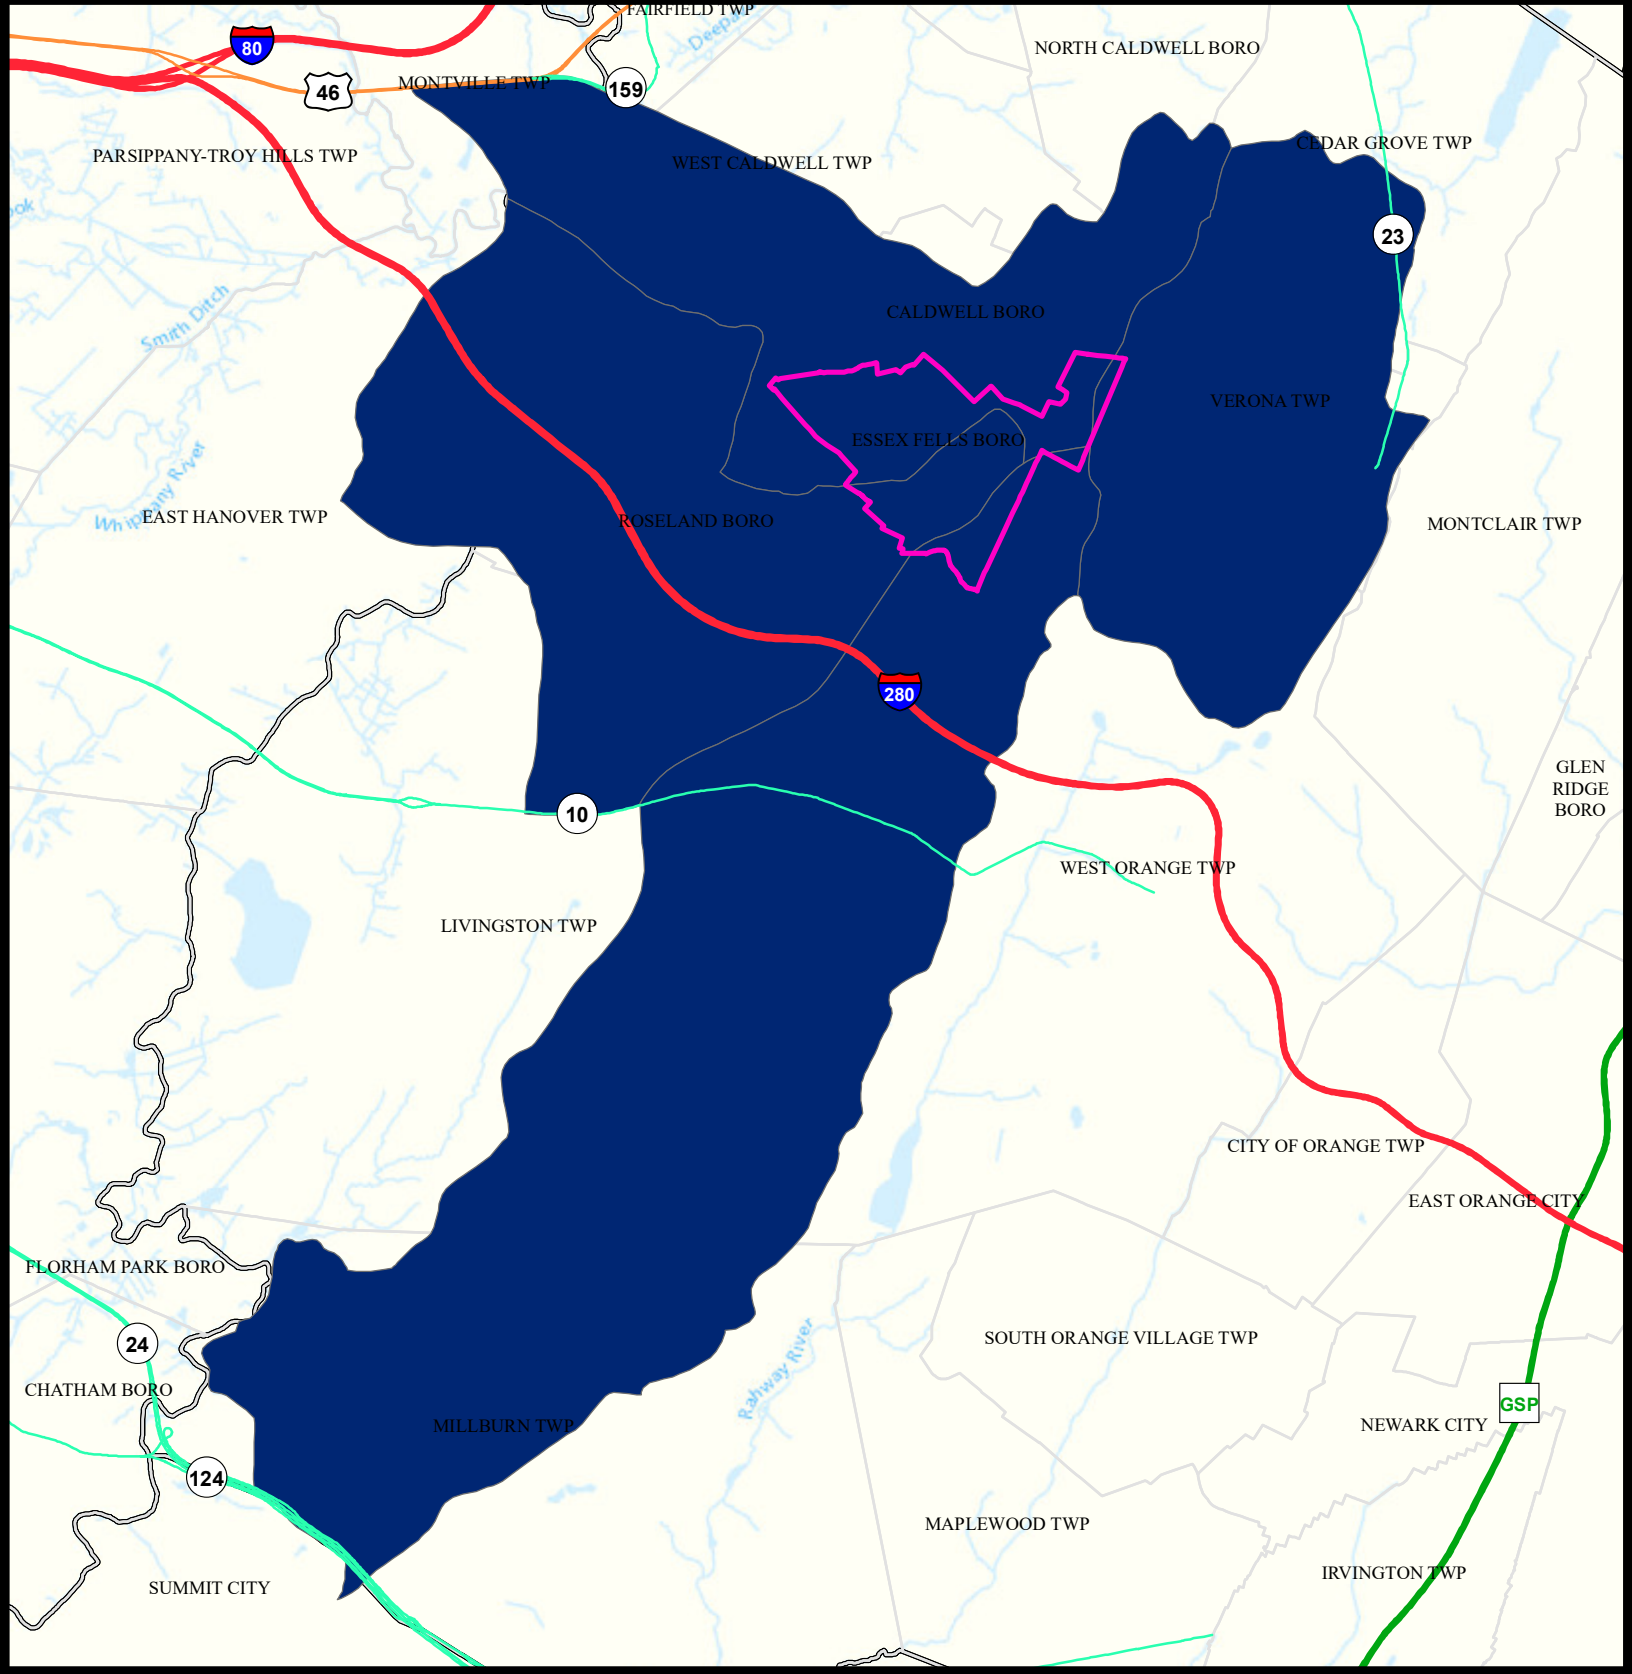 FAIRFIELD TWP
Deepa
80
NORTH CALDWELL BORO
MONTVILLE TWP
46
159
PARSIPPANY-TROY HILLS TWP
WEST CALDWELL TWP
CEDAR GROVE TWP
ook
23
Smith Ditch
CALDWELL BORO
VERONA TWP
ESSEX FELLS BORO
Whippany River
EAST HANOVER TWP
ROSELAND BORO
MONTCLAIR TWP
280
GLEN
RIDGE
BORO
10
WEST ORANGE TWP
LIVINGSTON TWP
CITY OF ORANGE TWP
EAST ORANGE CITY
FLORHAM PARK BORO
24
SOUTH ORANGE VILLAGE TWP
Rahway River
CHATHAM BORO
GSP
MILLBURN TWP
NEWARK CITY
124
MAPLEWOOD TWP
IRVINGTON TWP
SUMMIT CITY